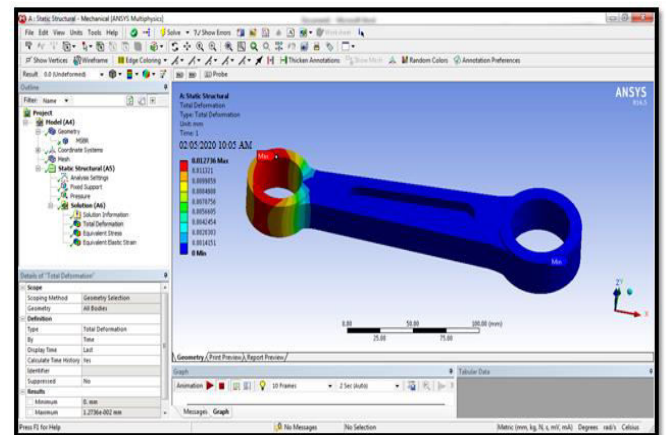 A : Static Structural - Mechanical [ANSYS Multiphysics]
File Edit View Units Tools Help Solve ?/Show Errors
Show Vertices Wireframe Edge Coloring Thicken Annotations Show Mesh Random Colors Annotation Preferences
Result 0.0 (Undeformed) Probe
Outline
Filter: Name
Project
Model (A4)
Geometry
Coordinate Systems
Mesh
Static Structural (A5)
Analysis Settings
Fixed Support
Pressure
Solution (A6)
Solution Information
Total Deformation
Equivalent Stress
Equivalent Elastic Strain
A: Static Structural
Total Deformation
Type: Total Deformation
Unit: mm
Time: 1
02/05/2020 10:05 AM
0.012736 Max
0.011321
0.0099059
0.0084908
0.0070756
0.0056605
0.0042454
0.0028303
0.0014151
0 Min
Max
Min
ANSYS
0.00 50.00 100.00 (mm)
25.00 75.00
X
Geometry Print Preview Report Preview
Details of "Total Deformation"
Scope
Scoping Method Geometry Selection
Geometry All Bodies
Definition
Type Total Deformation
By Time
Display Time Last
Calculate Time History Yes
Identifier
Suppressed No
Results
Minimum 0. mm
Maximum 1.2736e-002 mm
Graph
Animation 10 Frames 2 Sec (Auto)
Messages Graph
Tabular Data
Press F1 for Help
No Messages No Selection Metric (mm, kg, N, s, mV, mA) Degrees rad/s Celsius